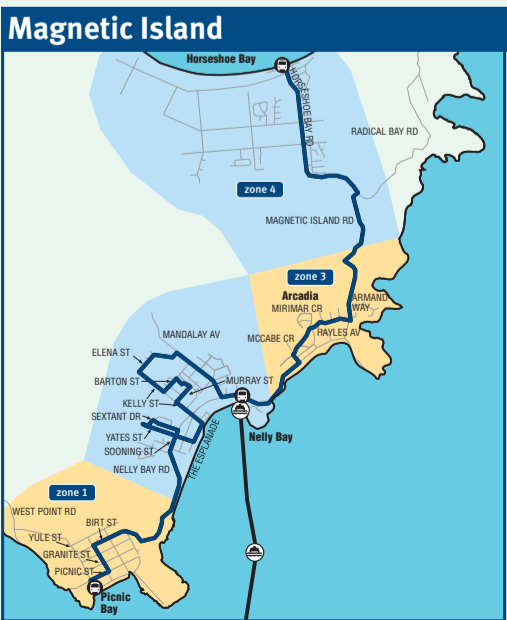 Magnetic Island
Horseshoe Bay
HORSESHOE BAY RD
RADICAL BAY RD
zone 4
MAGNETIC ISLAND RD
zone 3
Arcadia
ARMAND
WAY
MIRIMAR CR
HAYLES AV
MCCABE CR
MANDALAY AV
ELENA ST
BARTON ST
MURRAY ST
KELLY ST
SEXTANT DR
YATES ST
SOONING ST
Nelly Bay
THE ESPLANADE
NELLY BAY RD
zone 1
WEST POINT RD
BIRT ST
YULE ST
GRANITE ST
PICNIC ST
Picnic
Bay